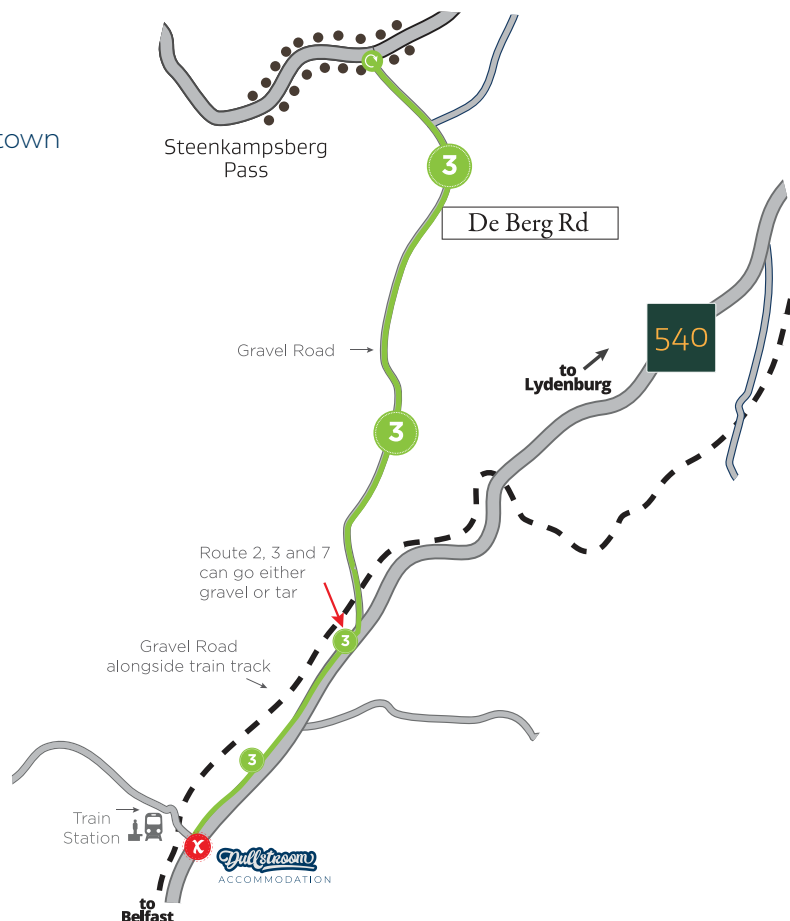 town
Steenkampsberg
Pass
3
De Berg Rd
540
Gravel Road
to
Lydenburg
3
Route 2, 3 and 7
can go either
gravel or tar
3
Gravel Road
alongside train track
3
Train
Station
X
Dullstroom
ACCOMMODATION
to
Belfast